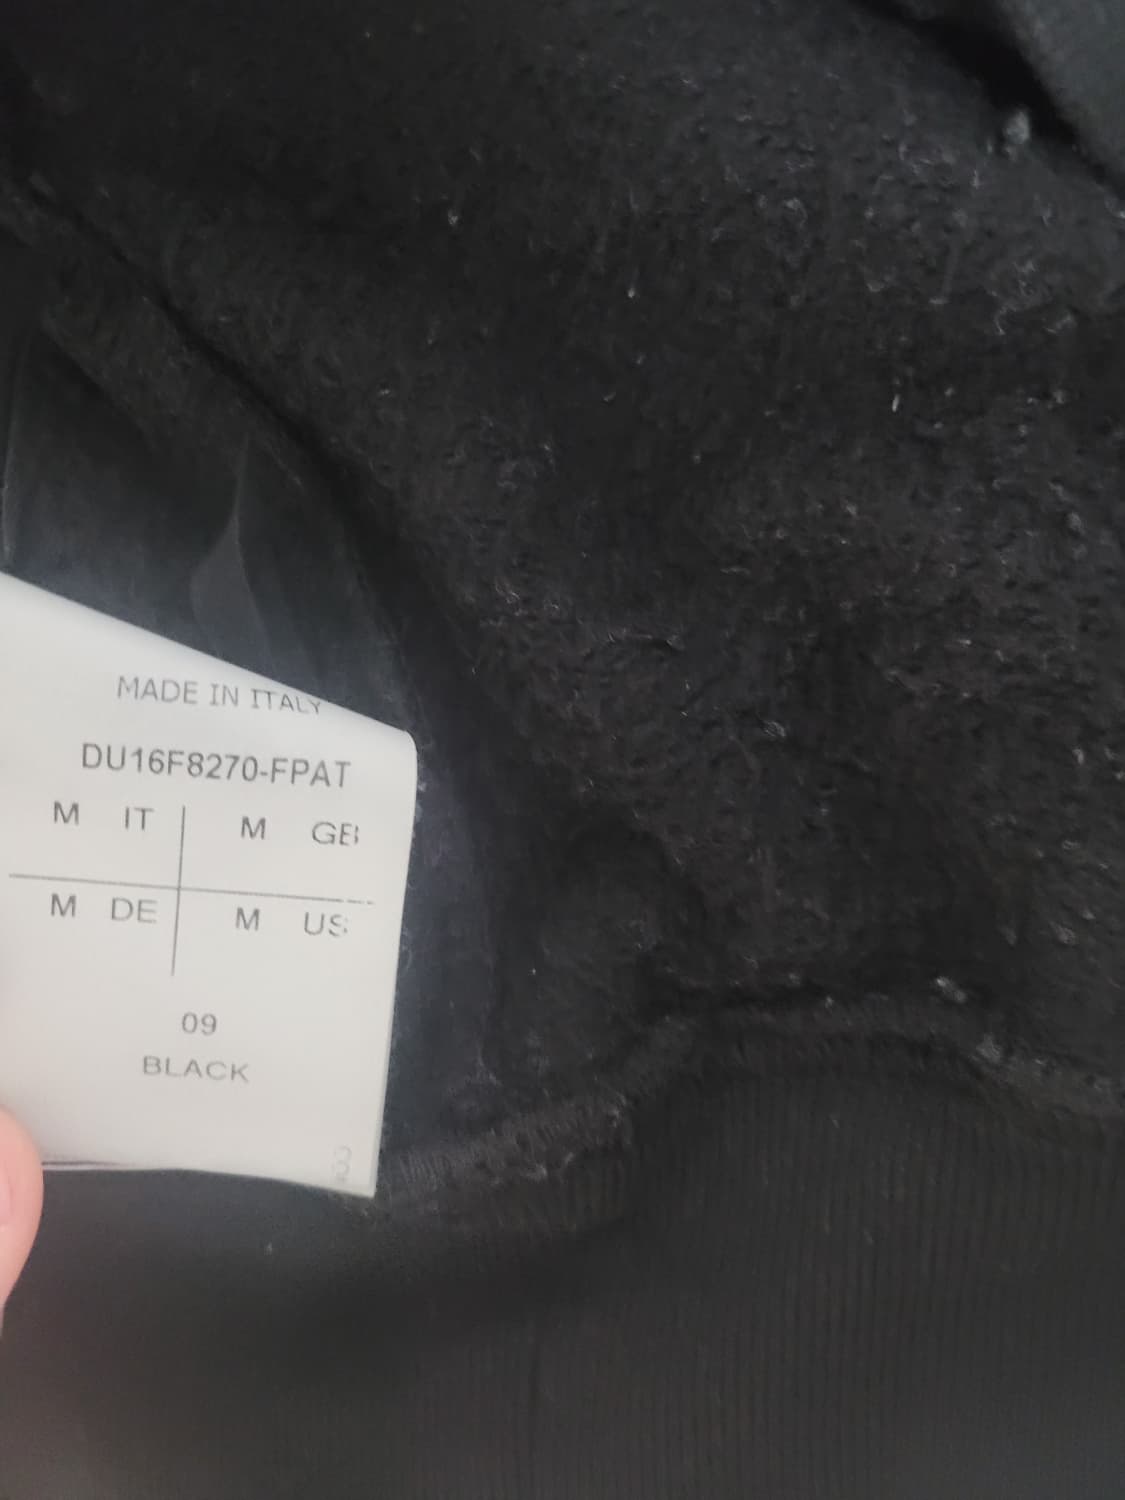 MADE IN ITALY
DU16F8270-FPAT
M IT M GB
M DE M US
09
BLACK